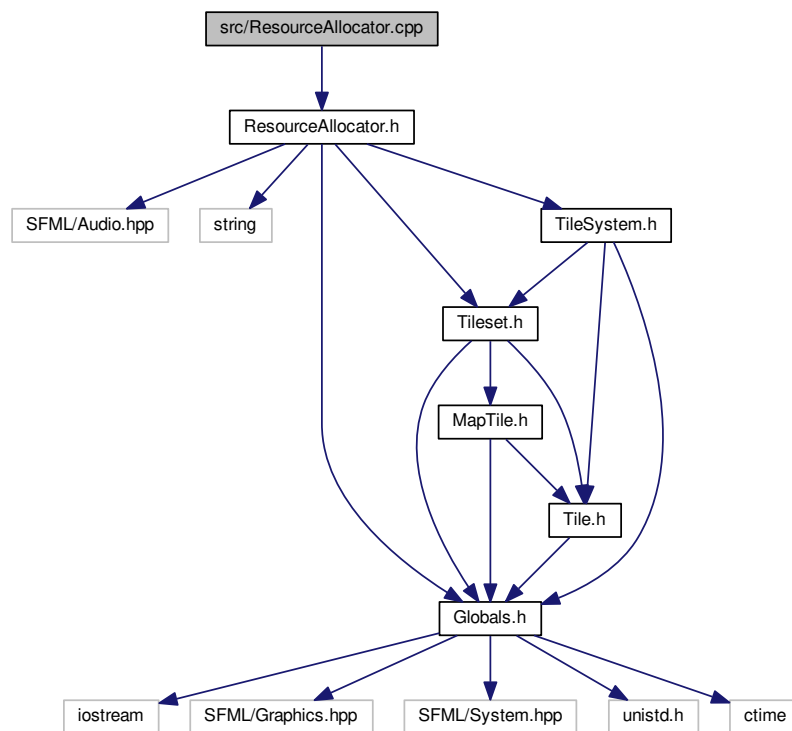 src/ResourceAllocator.cpp
ResourceAllocator.h
SFML/Audio.hpp
string
TileSystem.h
Tileset.h
MapTile.h
Tile.h
Globals.h
iostream
SFML/Graphics.hpp
SFML/System.hpp
unistd.h
ctime